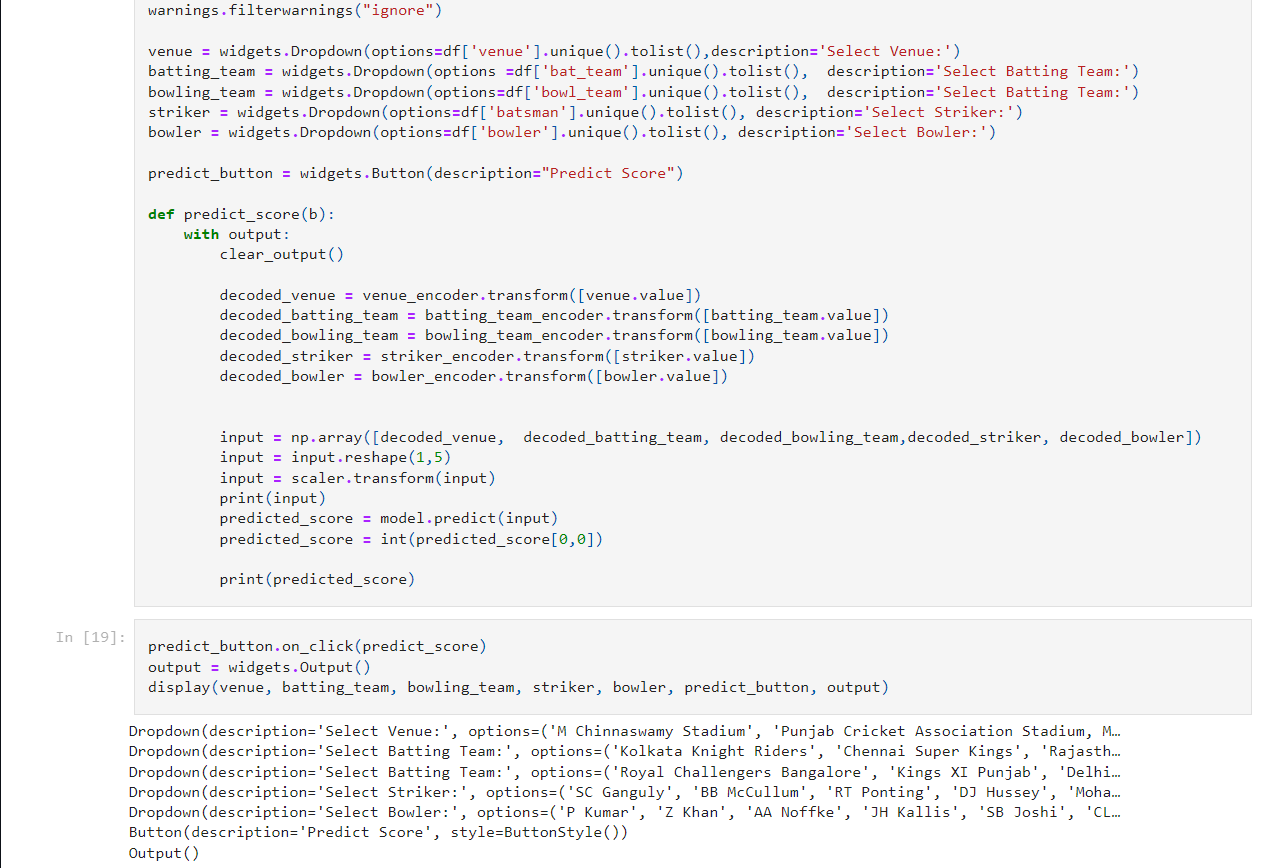 warnings.filterwarnings("ignore")
venue = widgets.Dropdown(options=df['venue'].unique().tolist(),description='Select Venue:')
batting_team = widgets.Dropdown(options =df['bat_team'].unique().tolist(),  description='Select Batting Team:')
bowling_team = widgets.Dropdown(options=df['bowl_team'].unique().tolist(),  description='Select Batting Team:')
striker = widgets.Dropdown(options=df['batsman'].unique().tolist(), description='Select Striker:')
bowler = widgets.Dropdown(options=df['bowler'].unique().tolist(), description='Select Bowler:')
predict_button = widgets.Button(description="Predict Score")
def predict_score(b):
    with output:
        clear_output()
        decoded_venue = venue_encoder.transform([venue.value])
        decoded_batting_team = batting_team_encoder.transform([batting_team.value])
        decoded_bowling_team = bowling_team_encoder.transform([bowling_team.value])
        decoded_striker = striker_encoder.transform([striker.value])
        decoded_bowler = bowler_encoder.transform([bowler.value])
        input = np.array([decoded_venue,  decoded_batting_team, decoded_bowling_team,decoded_striker, decoded_bowler])
        input = input.reshape(1,5)
        input = scaler.transform(input)
        print(input)
        predicted_score = model.predict(input)
        predicted_score = int(predicted_score[0,0])
        print(predicted_score)
In [19]:
predict_button.on_click(predict_score)
output = widgets.Output()
display(venue, batting_team, bowling_team, striker, bowler, predict_button, output)
Dropdown(description='Select Venue:', options=('M Chinnaswamy Stadium', 'Punjab Cricket Association Stadium, M…
Dropdown(description='Select Batting Team:', options=('Kolkata Knight Riders', 'Chennai Super Kings', 'Rajasth…
Dropdown(description='Select Batting Team:', options=('Royal Challengers Bangalore', 'Kings XI Punjab', 'Delhi…
Dropdown(description='Select Striker:', options=('SC Ganguly', 'BB McCullum', 'RT Ponting', 'DJ Hussey', 'Moha…
Dropdown(description='Select Bowler:', options=('P Kumar', 'Z Khan', 'AA Noffke', 'JH Kallis', 'SB Joshi', 'CL…
Button(description='Predict Score', style=ButtonStyle())
Output()